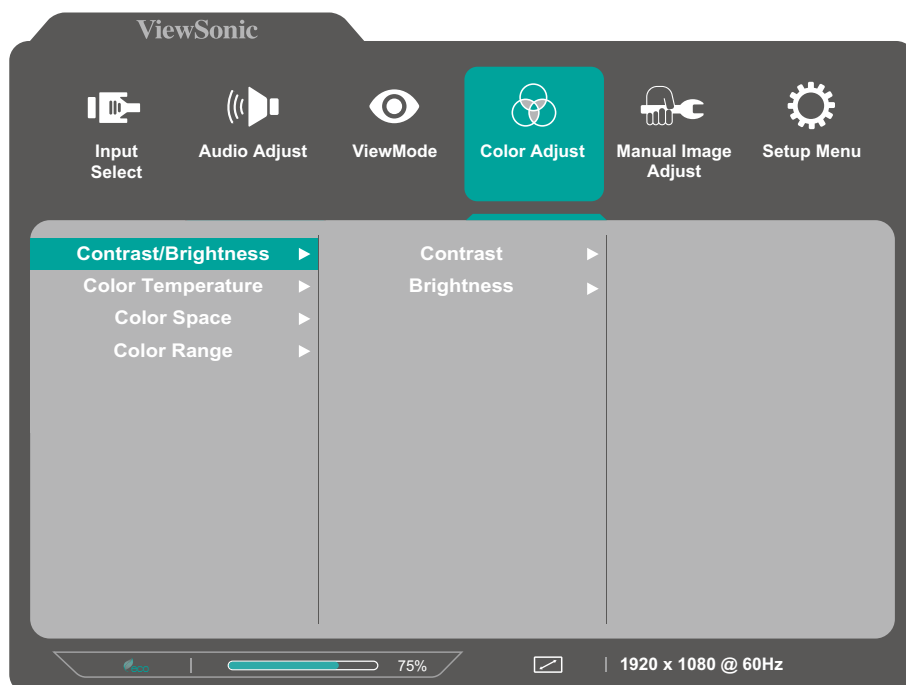 ViewSonic
Input
Select
Audio Adjust
ViewMode
Color Adjust
Manual Image
Adjust
Setup Menu
Contrast/Brightness
Color Temperature
Color Space
Color Range
Contrast
Brightness
eco
75%
1920 x 1080 @ 60Hz